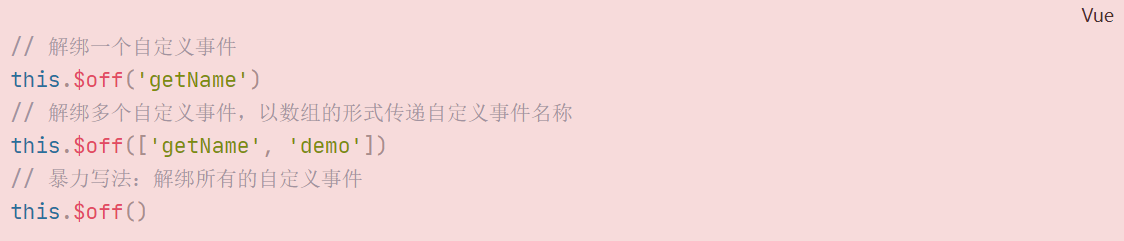 Vue
// 解绑一个自定义事件
this.$off('getName')
// 解绑多个自定义事件，以数组的形式传递自定义事件名称
this.$off(['getName', 'demo'])
// 暴力写法：解绑所有的自定义事件
this.$off()